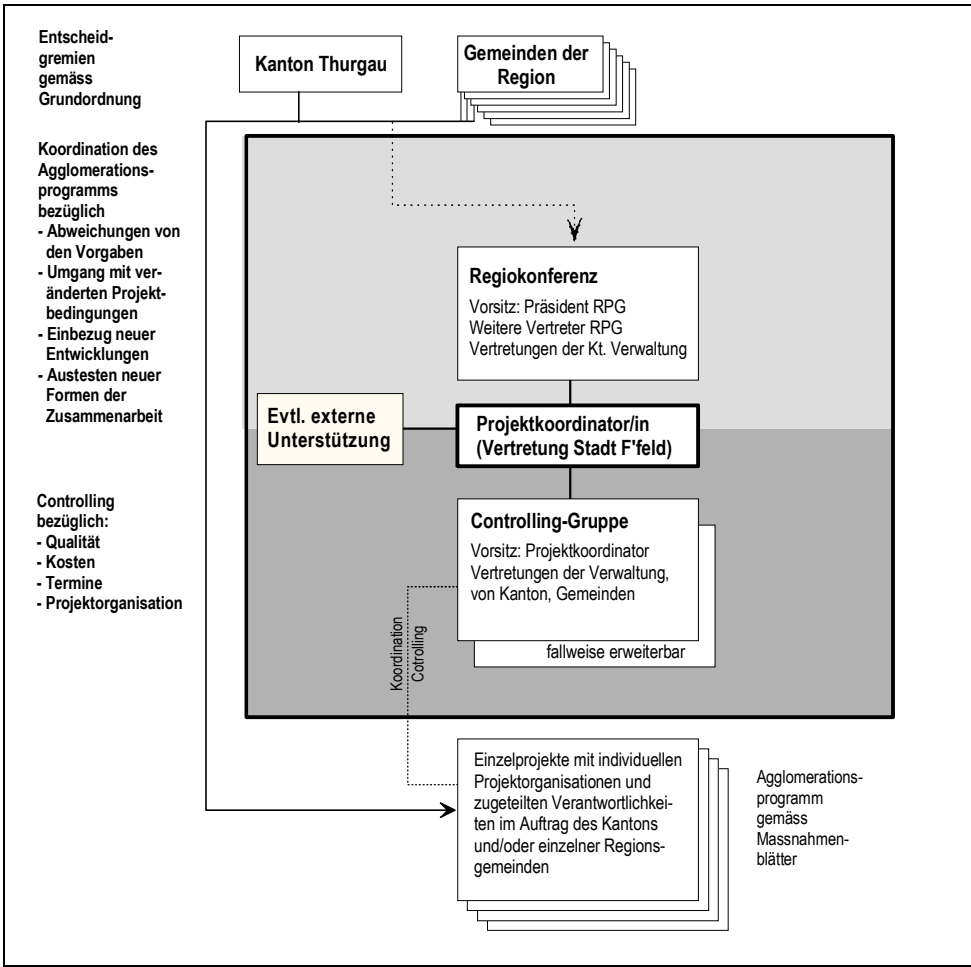 Entscheid-
gremien
gemäss
Grundordnung
Kanton Thurgau
Gemeinden der
Region
Koordination des
Agglomerations-
programms
bezüglich
- Abweichungen von
den Vorgaben
- Umgang mit ver-
änderten Projekt-
bedingungen
- Einbezug neuer
Entwicklungen
- Austesten neuer
Formen der
Zusammenarbeit
Regiokonferenz
Vorsitz: Präsident RPG
Weitere Vertreter RPG
Vertretungen der Kt. Verwaltung
Evtl. externe
Unterstützung
Projektkoordinator/in
(Vertretung Stadt F'feld)
Controlling
bezüglich:
- Qualität
- Kosten
- Termine
- Projektorganisation
Controlling-Gruppe
Vorsitz: Projektkoordinator
Vertretungen der Verwaltung,
von Kanton, Gemeinden
fallweise erweiterbar
Koordination
Cotrolling
Einzelprojekte mit individuellen
Projektorganisationen und
zugeteilten Verantwortlichkei-
ten im Auftrag des Kantons
und/oder einzelner Regions-
gemeinden
Agglomerations-
programm
gemäss
Massnahmen-
blätter